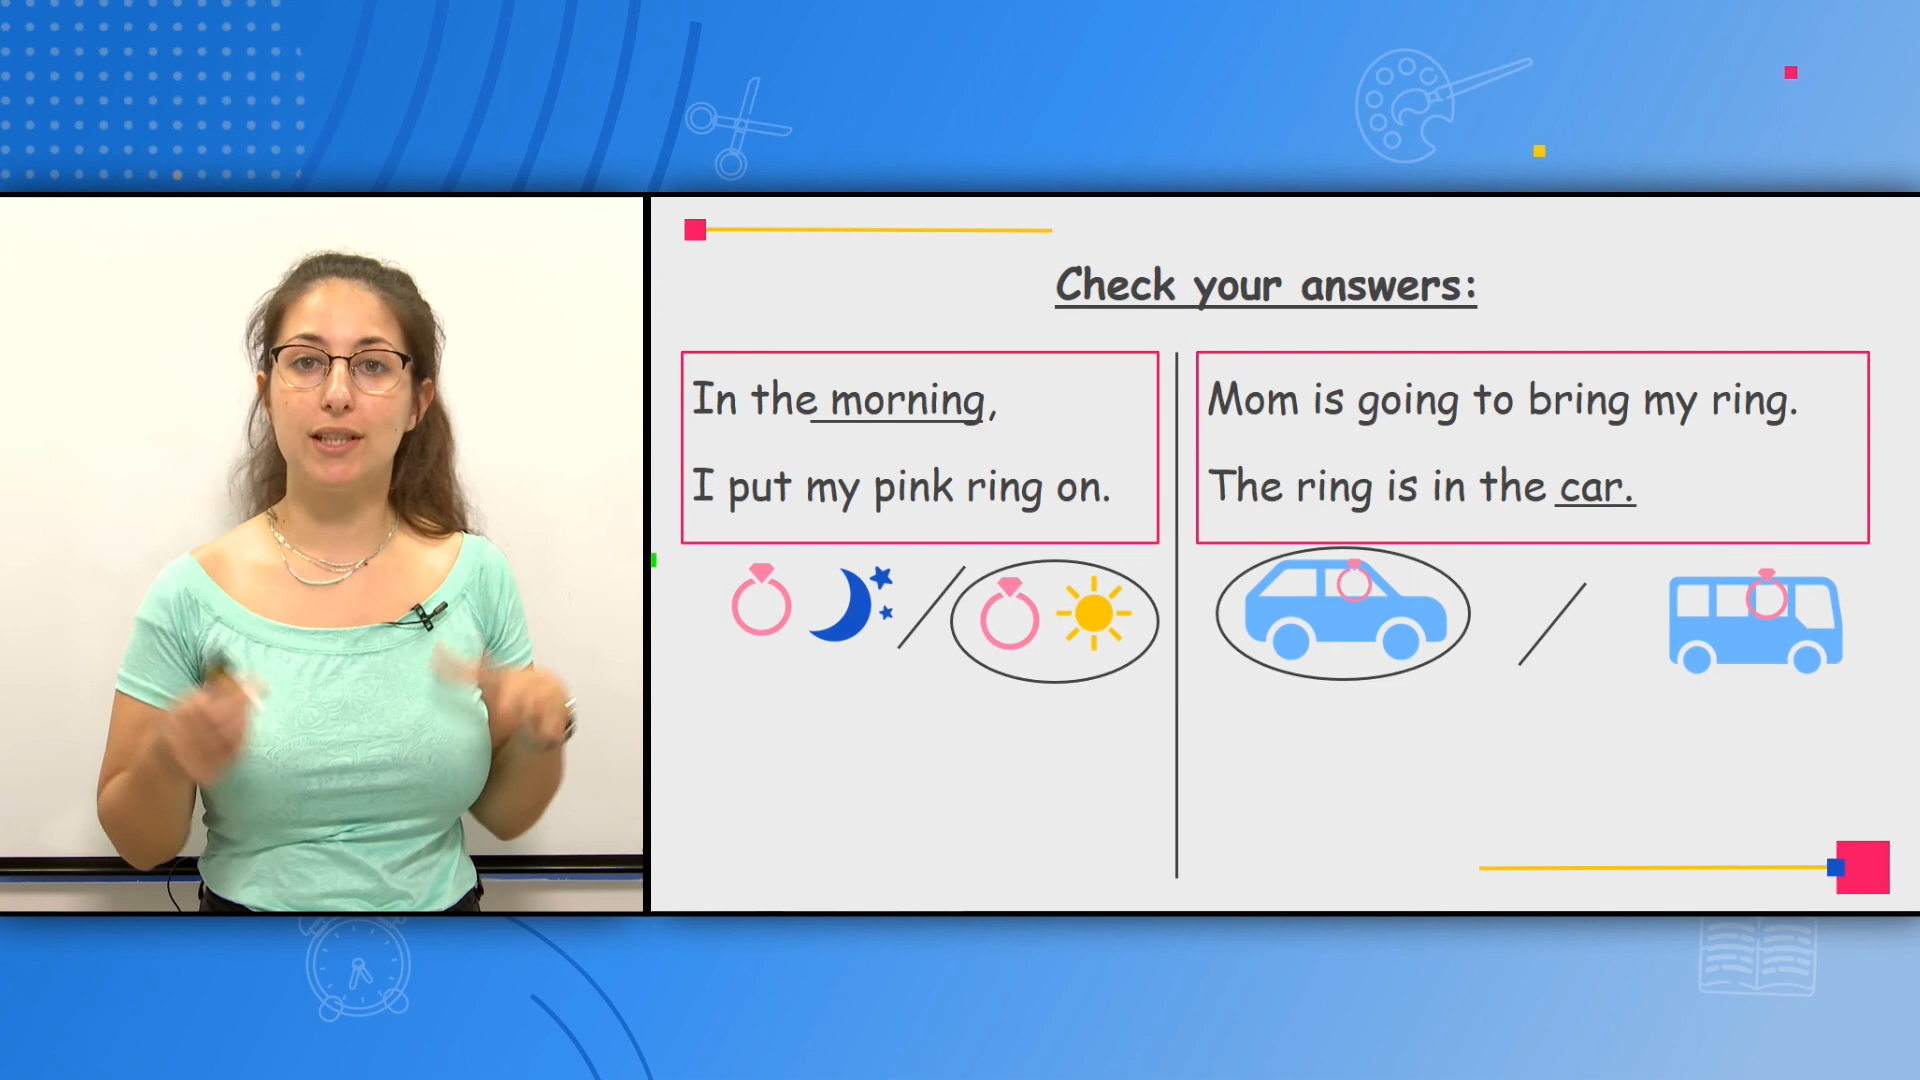 Check your answers:
In the morning,
I put my pink ring on.
Mom is going to bring my ring.
The ring is in the car.